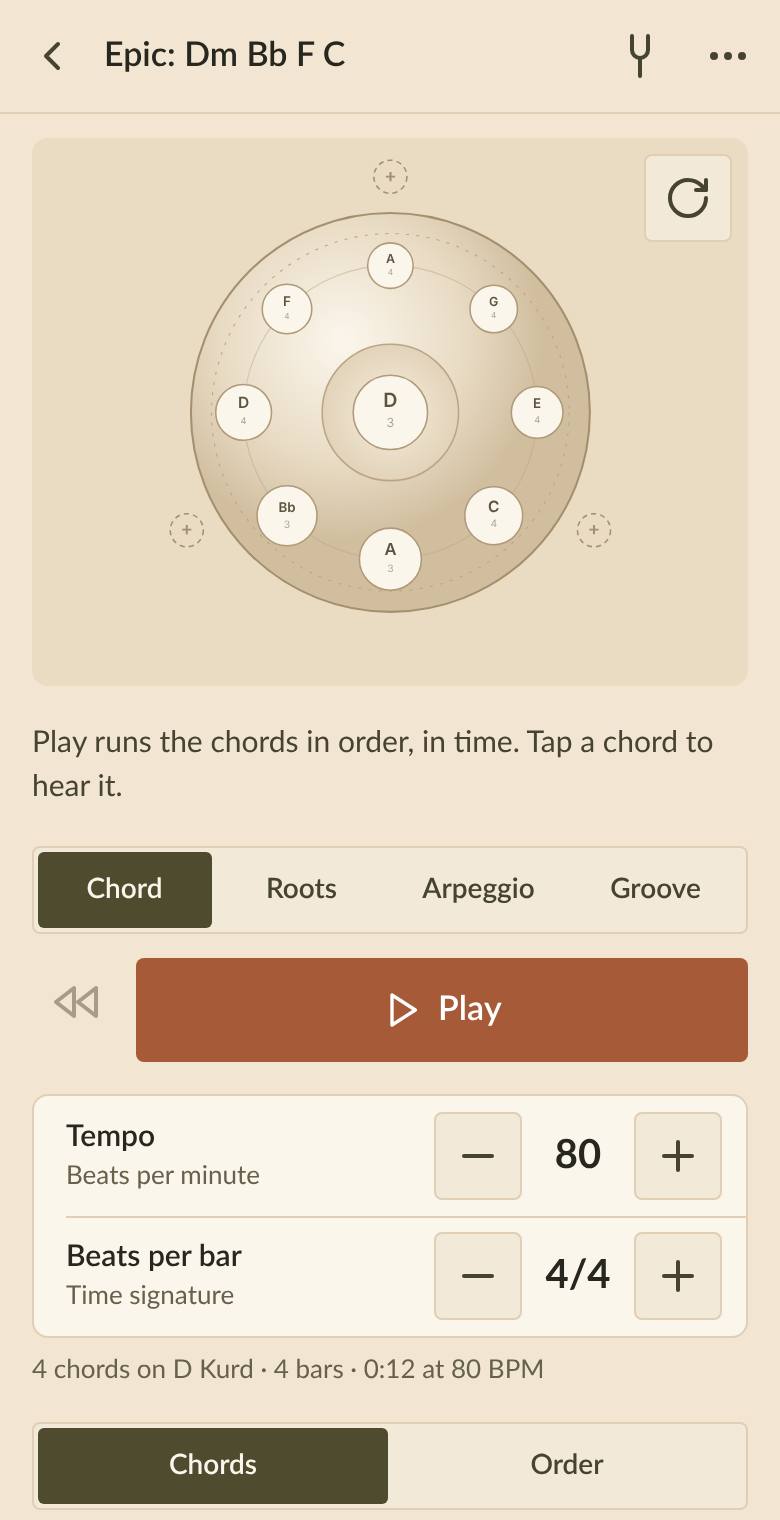 Epic: Dm Bb F C
+
A
4
F
4
G
4
D
4
D
3
E
4
Bb
3
C
4
+
+
A
3
Play runs the chords in order, in time. Tap a chord to
hear it.
Chord Roots Arpeggio Groove
Play
Tempo
Beats per minute
− 80 +
Beats per bar
Time signature
− 4/4 +
4 chords on D Kurd · 4 bars · 0:12 at 80 BPM
Chords Order